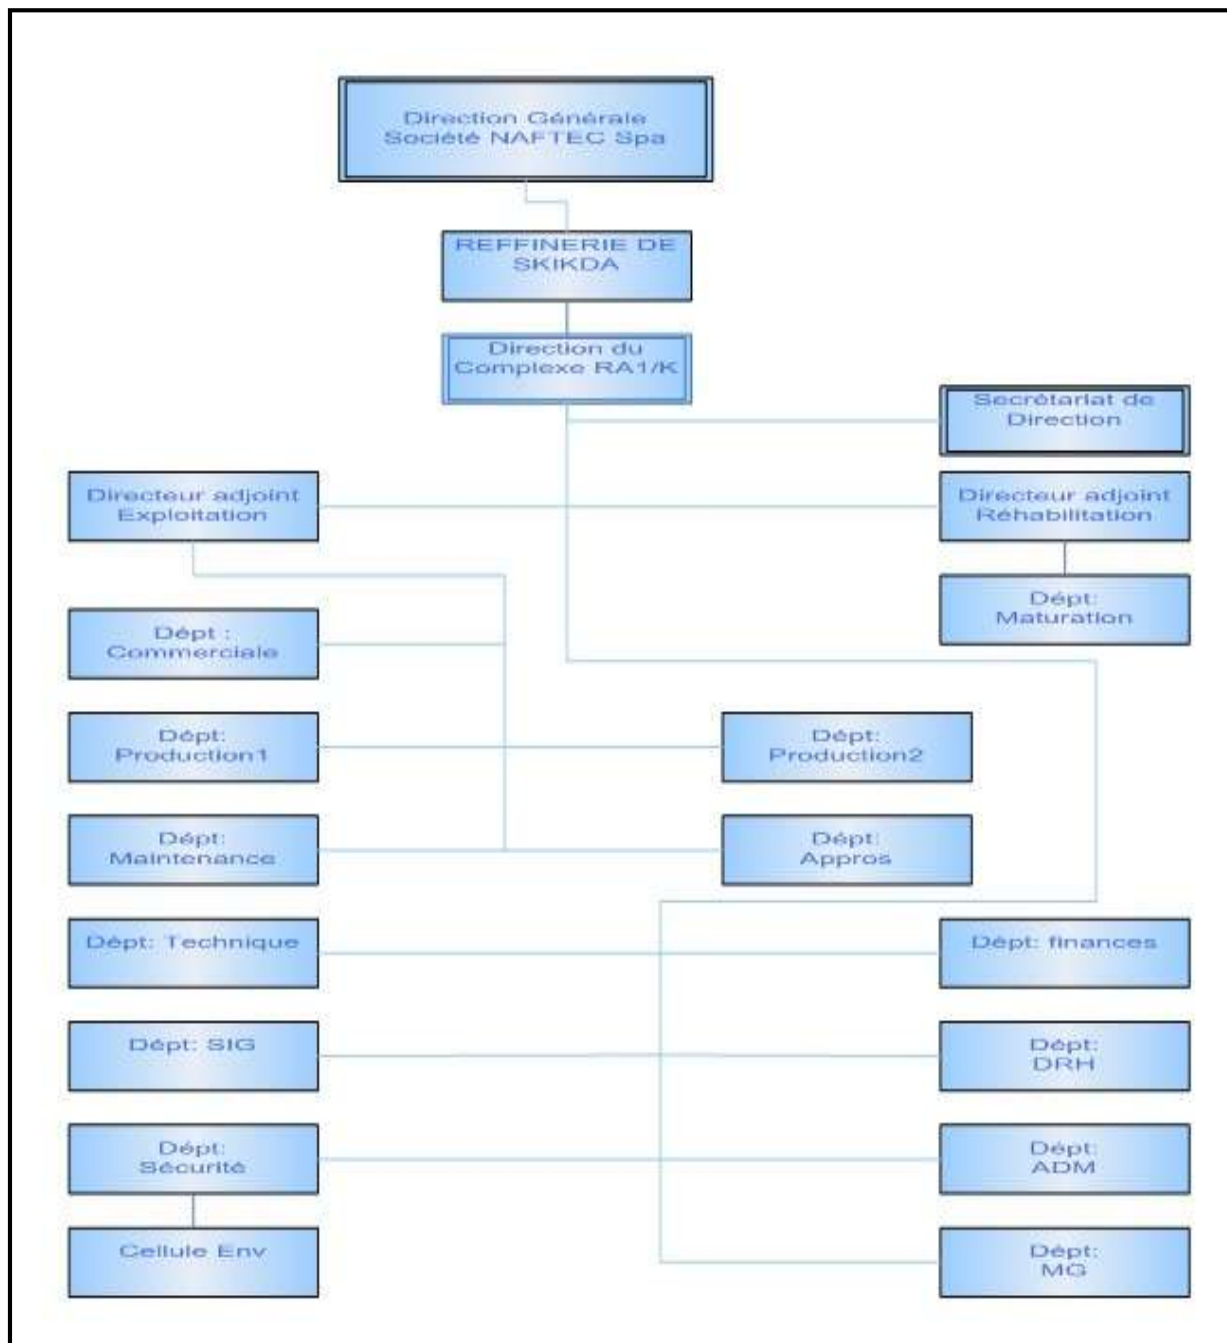 Direction Générale
Société NAFTEC Spa
REFFINERIE DE
SKIKDA
Direction du
Complexe RA1/K
Secrétariat de
Direction
Directeur adjoint
Exploitation
Directeur adjoint
Réhabilitation
Dépt:
Maturation
Dépt :
Commerciale
Dépt:
Production1
Dépt:
Production2
Dépt:
Maintenance
Dépt:
Appros
Dépt: Technique
Dépt: finances
Dépt: SIG
Dépt:
DRH
Dépt:
Sécurité
Dépt:
ADM
Cellule Env
Dépt:
MG